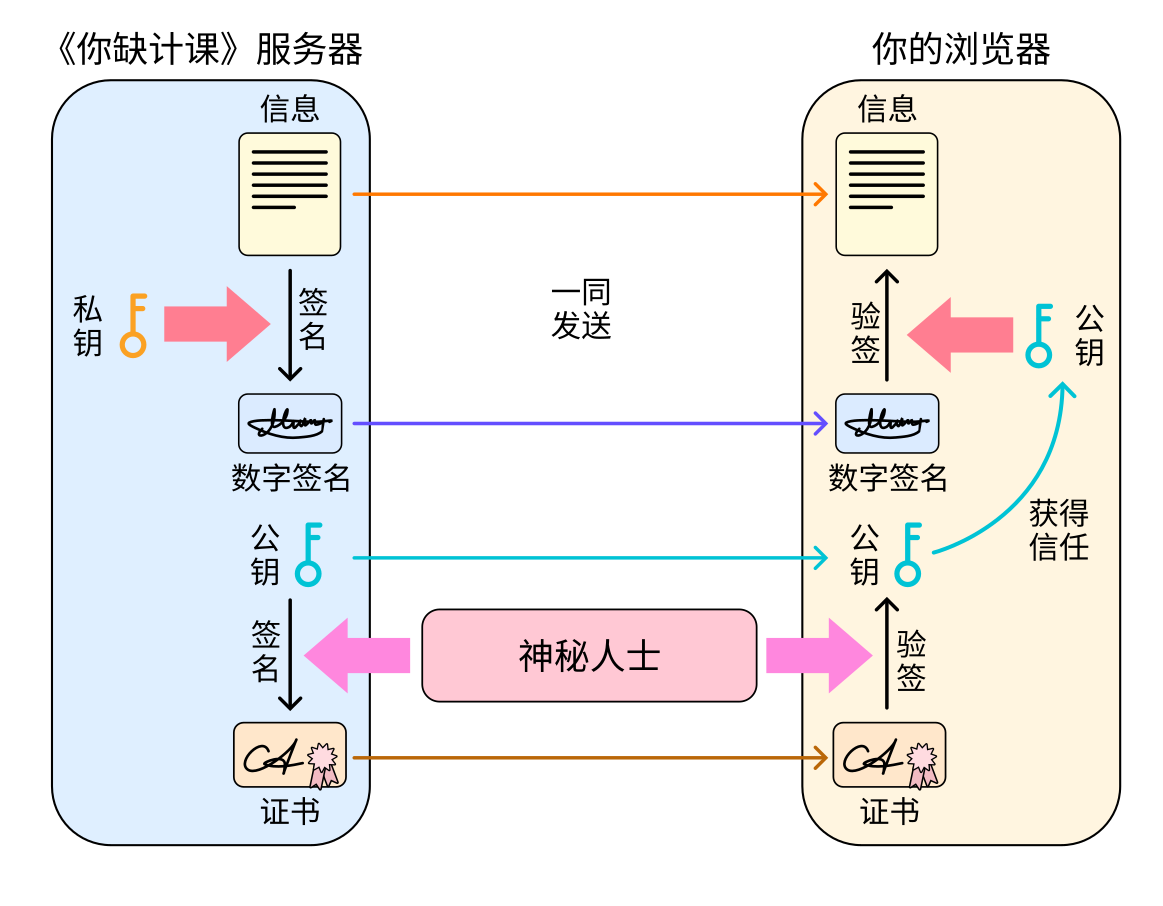 《你缺计课》服务器
你的浏览器
信息
信息
一同
发送
私
钥
签
名
验
签
公
钥
数字签名
数字签名
公
钥
公
钥
获得
信任
签
名
神秘人士
验
签
CA
CA
证书
证书